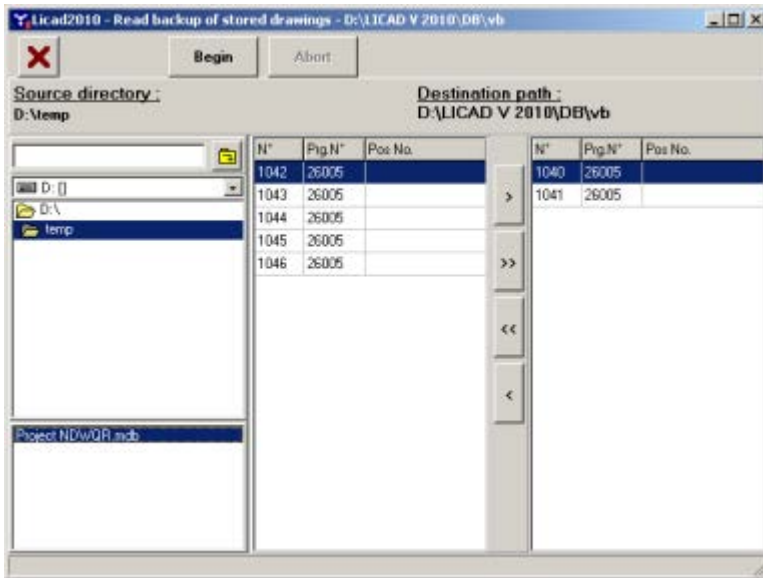 Licad2010 - Read backup of stored drawings - D:\LICAD V 2010\DB\vb
Begin
Abort
Source directory :
D:\temp
Destination path :
D:\LICAD V 2010\DB\vb
D: []
D:\
temp
Project NDWQR.mdb
N° Prg.N° Pos No.
1042 26005
1043 26005
1044 26005
1045 26005
1046 26005
>
>>
<<
<
N° Prg.N° Pos No.
1040 26005
1041 26005